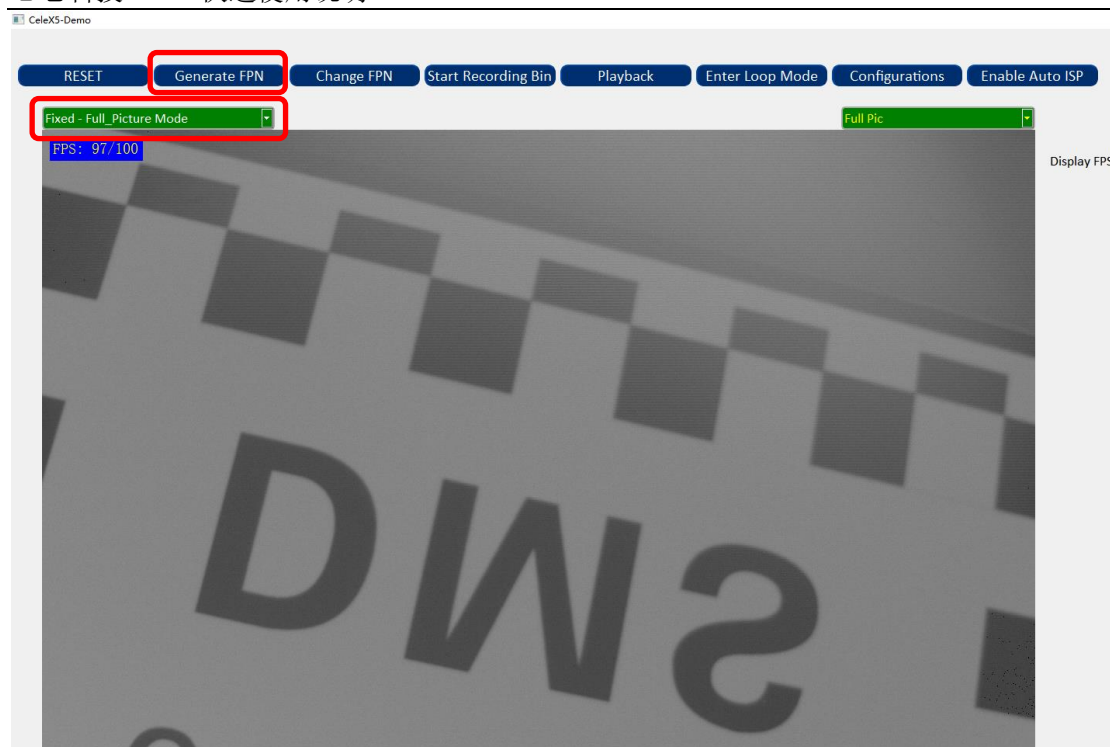 CeleX5-Demo
RESET Generate FPN Change FPN Start Recording Bin Playback Enter Loop Mode Configurations Enable Auto ISP
Fixed - Full_Picture Mode Full Pic
FPS: 97/100
Display FPS
DMS